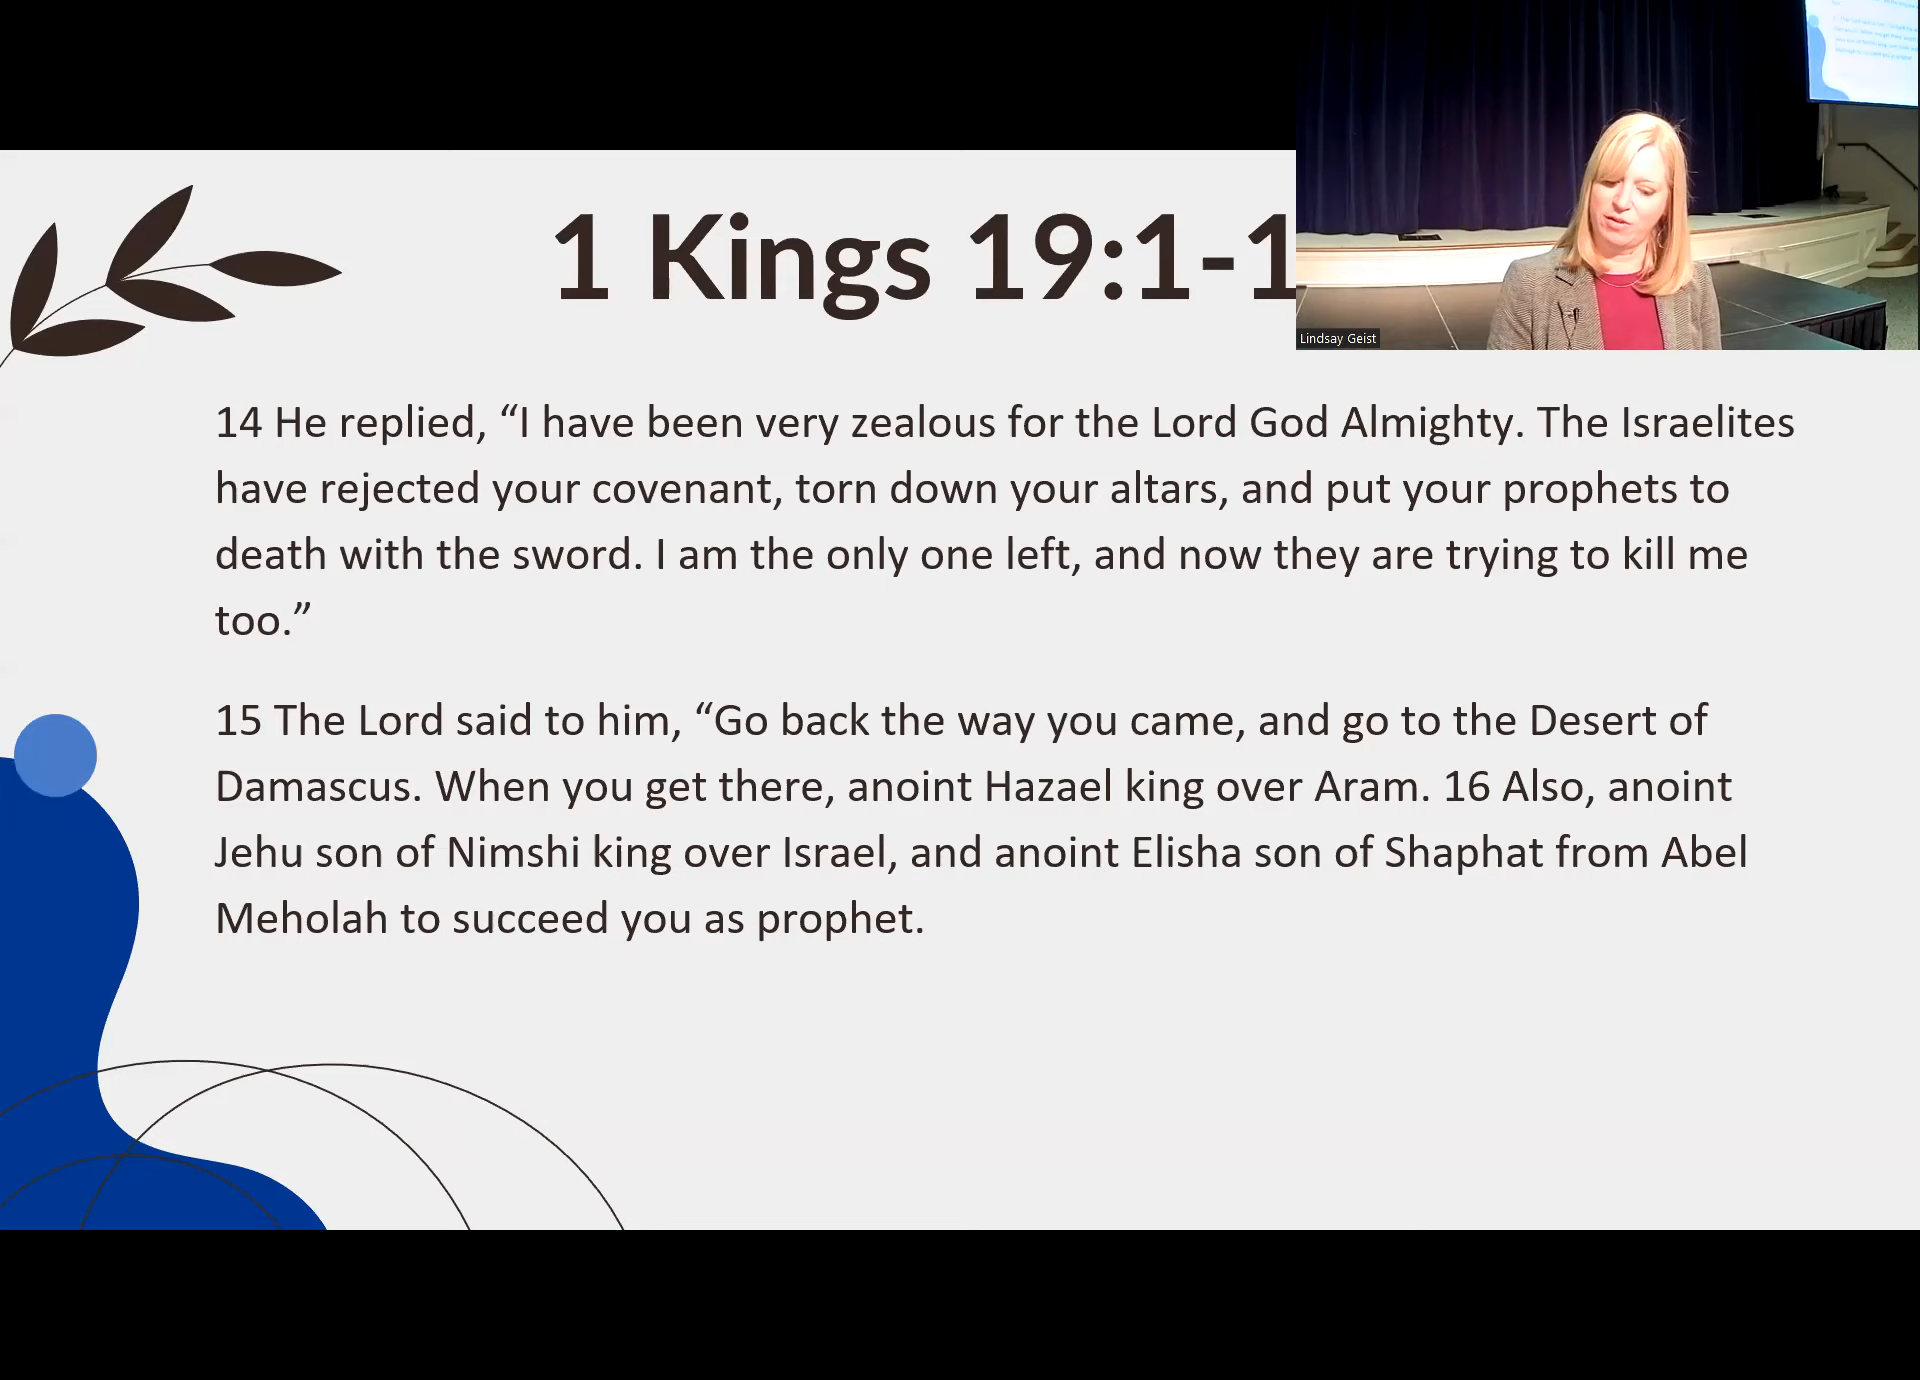 1 Kings 19:1-1
Lindsay Geist
14 He replied, “I have been very zealous for the Lord God Almighty. The Israelites
have rejected your covenant, torn down your altars, and put your prophets to
death with the sword. I am the only one left, and now they are trying to kill me
too.”
15 The Lord said to him, “Go back the way you came, and go to the Desert of
Damascus. When you get there, anoint Hazael king over Aram. 16 Also, anoint
Jehu son of Nimshi king over Israel, and anoint Elisha son of Shaphat from Abel
Meholah to succeed you as prophet.